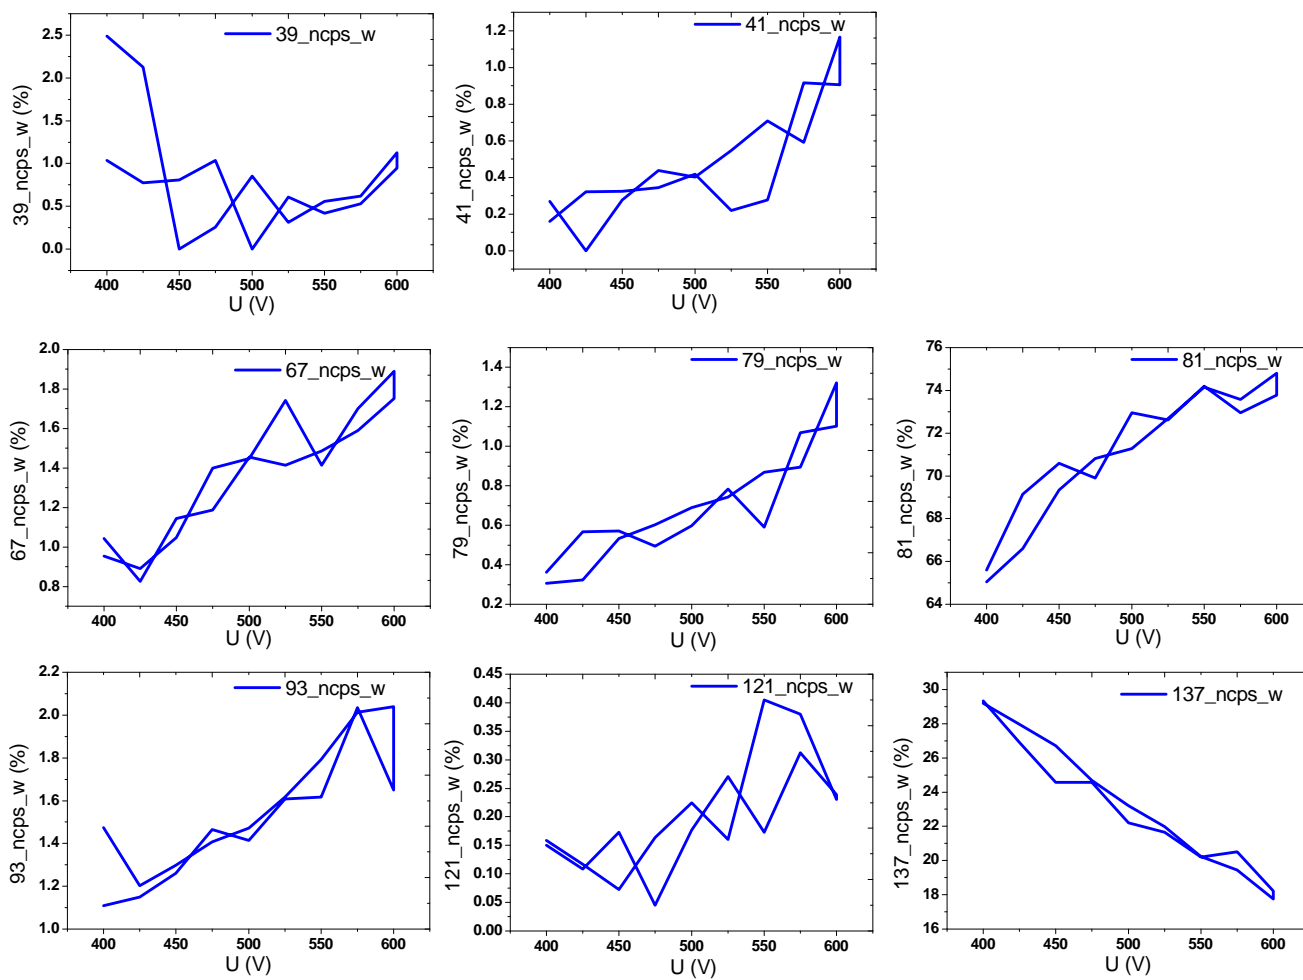 39_ncps_w
39_ncps_w (%)
2.5
2.0
1.5
1.0
0.5
0.0
400 450 500 550 600
U (V)
41_ncps_w
41_ncps_w (%)
1.2
1.0
0.8
0.6
0.4
0.2
0.0
400 450 500 550 600
U (V)
67_ncps_w
67_ncps_w (%)
2.0
1.8
1.6
1.4
1.2
1.0
0.8
400 450 500 550 600
U (V)
79_ncps_w
79_ncps_w (%)
1.4
1.2
1.0
0.8
0.6
0.4
0.2
400 450 500 550 600
U (V)
81_ncps_w
81_ncps_w (%)
76
74
72
70
68
66
64
400 450 500 550 600
U (V)
93_ncps_w
93_ncps_w (%)
2.2
2.0
1.8
1.6
1.4
1.2
1.0
400 450 500 550 600
U (V)
121_ncps_w
121_ncps_w (%)
0.45
0.40
0.35
0.30
0.25
0.20
0.15
0.10
0.05
0.00
400 450 500 550 600
U (V)
137_ncps_w
137_ncps_w (%)
30
28
26
24
22
20
18
16
400 450 500 550 600
U (V)